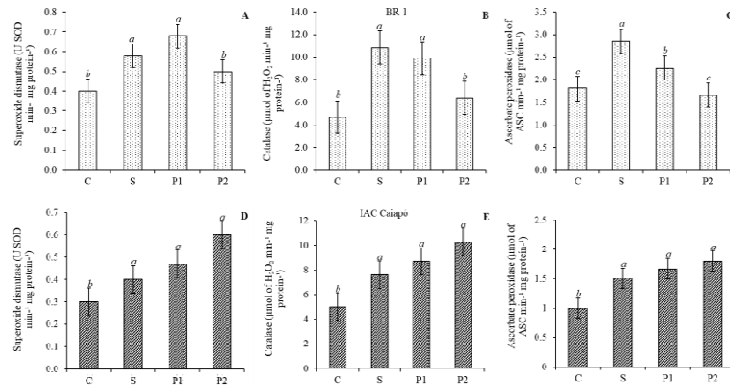 BR 1
A
Superoxide dismutase (U SOD
min-¹ mg protein-¹)
0.8
0.7
0.6
0.5
0.4
0.3
0.2
0.1
0.0
b
a
a
b
C
S
P1
P2
B
Catalase (µmol of H₂O₂ min-¹ mg
protein-¹)
14.0
12.0
10.0
8.0
6.0
4.0
2.0
0.0
b
a
a
b
C
S
P1
P2
C
Ascorbate peroxidase (µmol of
ASC min-¹ mg protein-¹)
3.5
3.0
2.5
2.0
1.5
1.0
0.5
0.0
c
a
b
c
C
S
P1
P2
IAC Caiapó
D
Superoxide dismutase (U SOD
min-¹ mg protein-¹)
0.7
0.6
0.5
0.4
0.3
0.2
0.1
0.0
b
a
a
a
C
S
P1
P2
Catalase (µmol of H₂O₂ min-¹ mg
protein-¹)
12
10
8
6
4
2
0
b
a
a
a
C
S
P1
P2
E
Ascorbate peroxidase (µmol of
ASC min-¹ mg protein-¹)
2
1.5
1
0.5
0
b
a
a
a
C
S
P1
P2